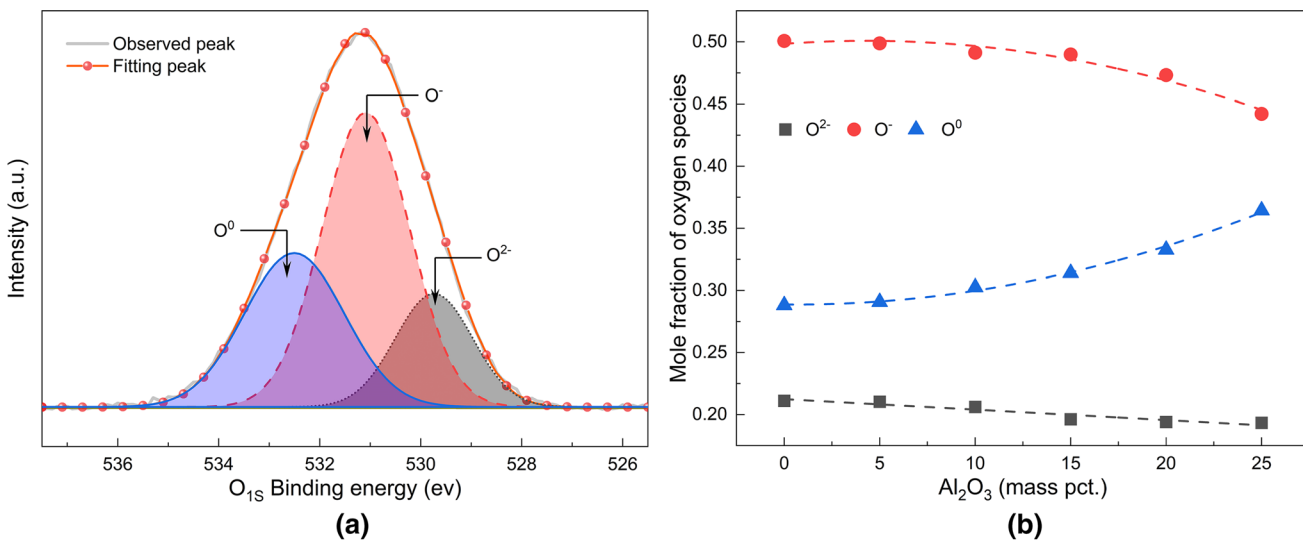 Observed peak
Fitting peak
O⁻
O⁰
O²⁻
Intensity (a.u.)
536 534 532 530 528 526
O₁S Binding energy (ev)
(a)
0.50
0.45
0.40
0.35
0.30
0.25
0.20
O²⁻ O⁻ O⁰
Mole fraction of oxygen species
0 5 10 15 20 25
Al₂O₃ (mass pct.)
(b)